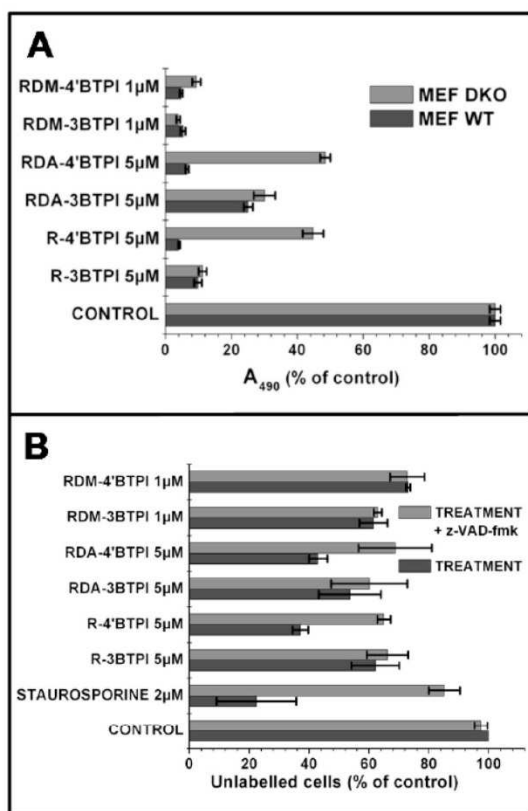 A
RDM-4'BTPI 1µM
RDM-3BTPI 1µM
RDA-4'BTPI 5µM
RDA-3BTPI 5µM
R-4'BTPI 5µM
R-3BTPI 5µM
CONTROL
MEF DKO
MEF WT
0 20 40 60 80 100
A490 (% of control)
B
RDM-4'BTPI 1µM
RDM-3BTPI 1µM
RDA-4'BTPI 5µM
RDA-3BTPI 5µM
R-4'BTPI 5µM
R-3BTPI 5µM
STAUROSPORINE 2µM
CONTROL
TREATMENT
+ z-VAD-fmk
TREATMENT
0 20 40 60 80 100
Unlabelled cells (% of control)